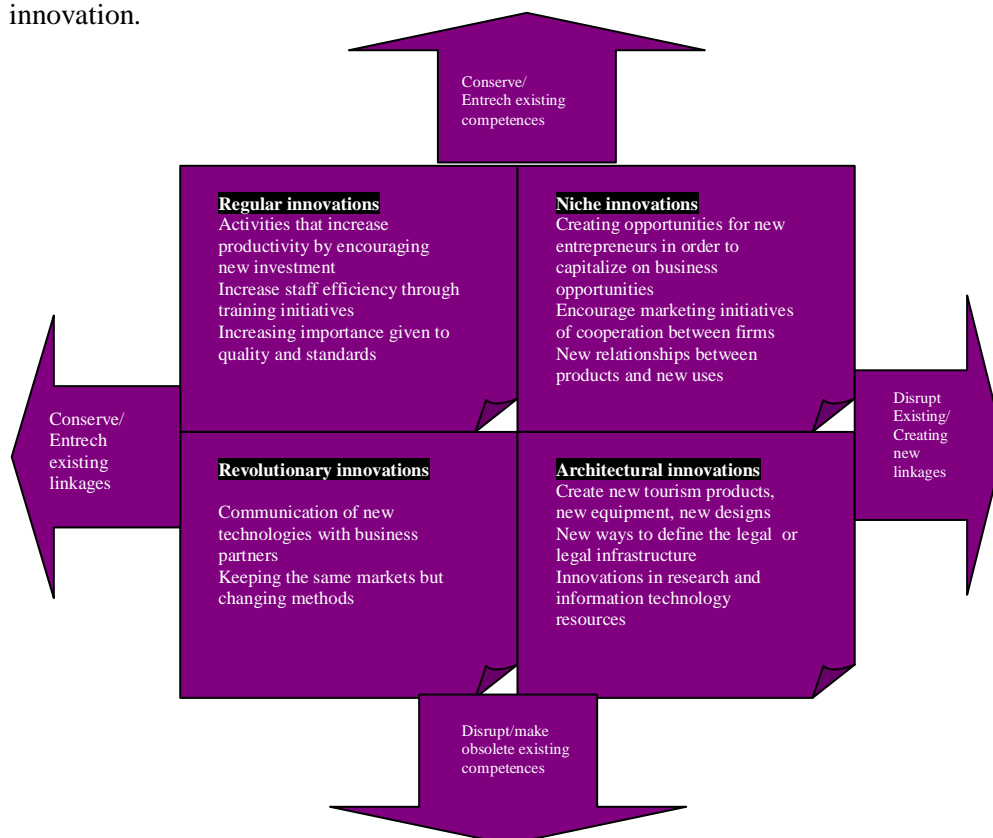 innovation.
Conserve/
Entrech existing
competences
Regular innovations
Activities that increase
productivity by encouraging
new investment
Increase staff efficiency through
training initiatives
Increasing importance given to
quality and standards
Niche innovations
Creating opportunities for new
entrepreneurs in order to
capitalize on business
opportunities
Encourage marketing initiatives
of cooperation between firms
New relationships between
products and new uses
Conserve/
Entrech
existing
linkages
Disrupt
Existing/
Creating
new
linkages
Revolutionary innovations
Communication of new
technologies with business
partners
Keeping the same markets but
changing methods
Architectural innovations
Create new tourism products,
new equipment, new designs
New ways to define the legal or
legal infrastructure
Innovations in research and
information technology
resources
Disrupt/make
obsolete existing
competences